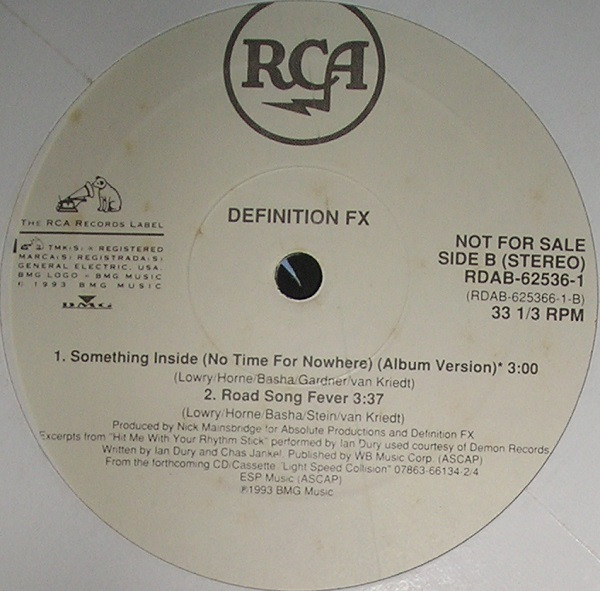 RCA
THE RCA RECORDS LABEL
TMK(S) ® REGISTERED
MARCA(S) REGISTRADA(S)
GENERAL ELECTRIC, USA.
BMG LOGO ® BMG MUSIC
© 1993 BMG MUSIC
BMG
DEFINITION FX
NOT FOR SALE
SIDE B (STEREO)
RDAB-62536-1
(RDAB-625366-1-B)
33 1/3 RPM
1. Something Inside (No Time For Nowhere) (Album Version)* 3:00
(Lowry/Horne/Basha/Gardner/van Kriedt)
2. Road Song Fever 3:37
(Lowry/Horne/Basha/Stein/van Kriedt)
Produced by Nick Mainsbridge for Absolute Productions and Definition FX
Excerpts from "Hit Me With Your Rhythm Stick" performed by Ian Dury used courtesy of Demon Records
Written by Ian Dury and Chas Jankel. Published by WB Music Corp. (ASCAP)
From the forthcoming CD/Cassette "Light Speed Collision" 07863-66134-2/4
ESP Music (ASCAP)
℗1993 BMG Music